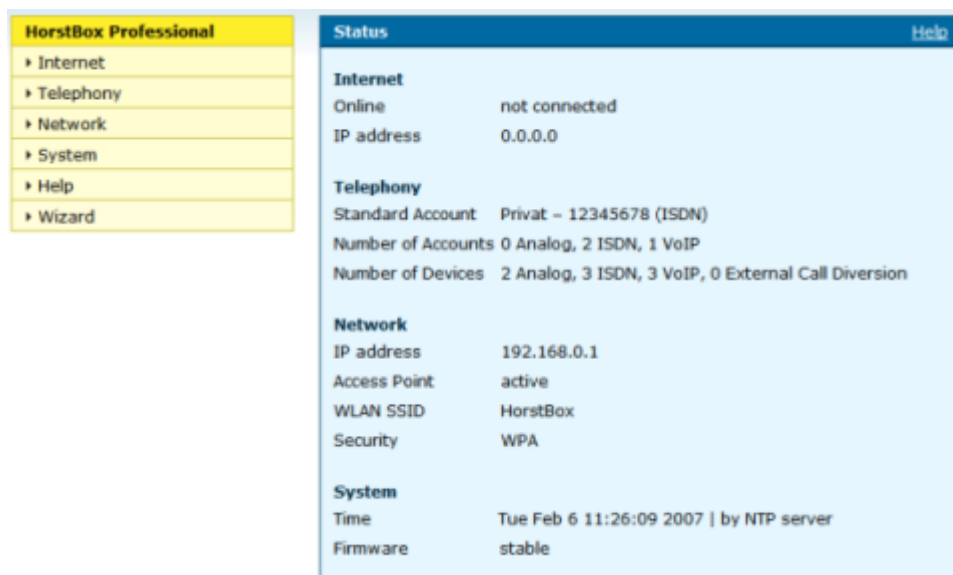 HorstBox Professional
Internet
Telephony
Network
System
Help
Wizard
Status Help
Internet
Online not connected
IP address 0.0.0.0
Telephony
Standard Account Privat – 12345678 (ISDN)
Number of Accounts 0 Analog, 2 ISDN, 1 VoIP
Number of Devices 2 Analog, 3 ISDN, 3 VoIP, 0 External Call Diversion
Network
IP address 192.168.0.1
Access Point active
WLAN SSID HorstBox
Security WPA
System
Time Tue Feb 6 11:26:09 2007 | by NTP server
Firmware stable